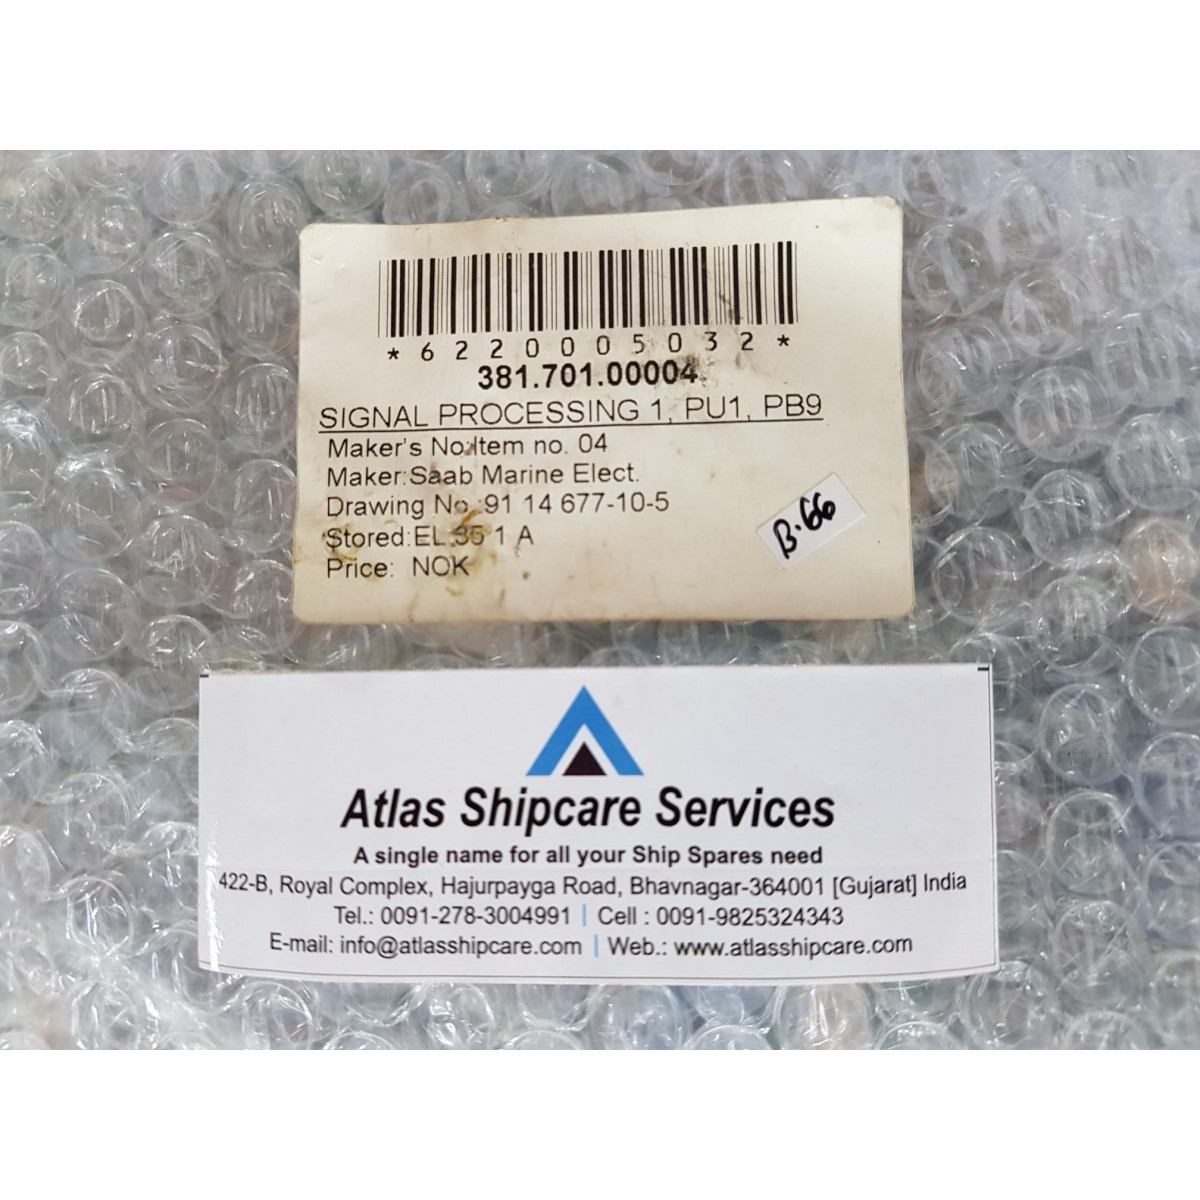 *6220005032*
381.701.00004
SIGNAL PROCESSING 1, PU1, PB9
Maker's No:Item no. 04
Maker:Saab Marine Elect.
Drawing No.:91 14 677-10-5
Stored:EL.35 1 A
Price: NOK
B.66
Atlas Shipcare Services
A single name for all your Ship Spares need
422-B, Royal Complex, Hajurpayga Road, Bhavnagar-364001 [Gujarat] India
Tel.: 0091-278-3004991 | Cell : 0091-9825324343
E-mail: info@atlasshipcare.com | Web.: www.atlasshipcare.com